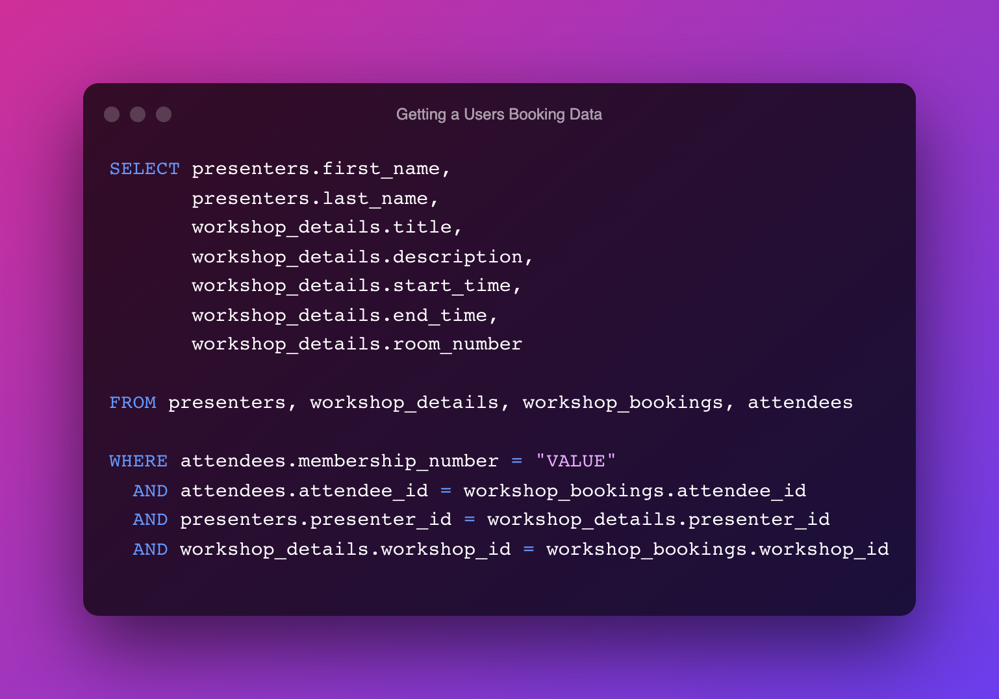 Getting a Users Booking Data
SELECT presenters.first_name,
presenters.last_name,
workshop_details.title,
workshop_details.description,
workshop_details.start_time,
workshop_details.end_time,
workshop_details.room_number
FROM presenters, workshop_details, workshop_bookings, attendees
WHERE attendees.membership_number = "VALUE"
AND attendees.attendee_id = workshop_bookings.attendee_id
AND presenters.presenter_id = workshop_details.presenter_id
AND workshop_details.workshop_id = workshop_bookings.workshop_id